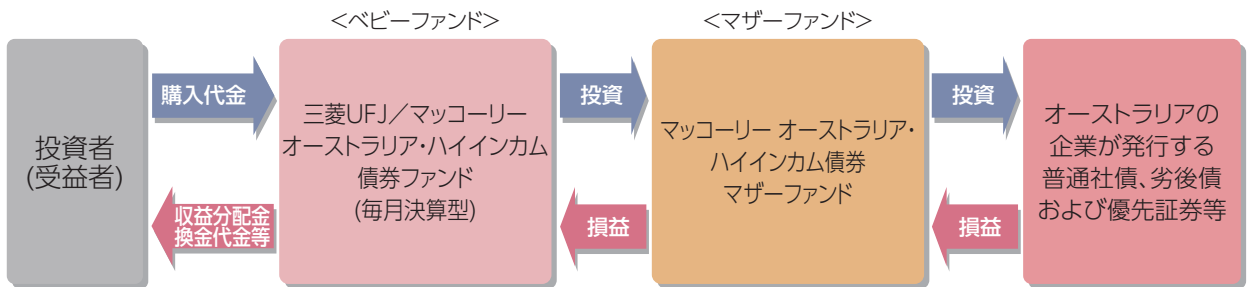 <ベビーファンド>
<マザーファンド>
投資者
(受益者)
購入代金
収益分配金
換金代金等
三菱UFJ/マッコーリー
オーストラリア・ハイインカム
債券ファンド
(毎月決算型)
投資
損益
マッコーリー オーストラリア・
ハイインカム債券
マザーファンド
投資
損益
オーストラリアの
企業が発行する
普通社債、劣後債
および優先証券等